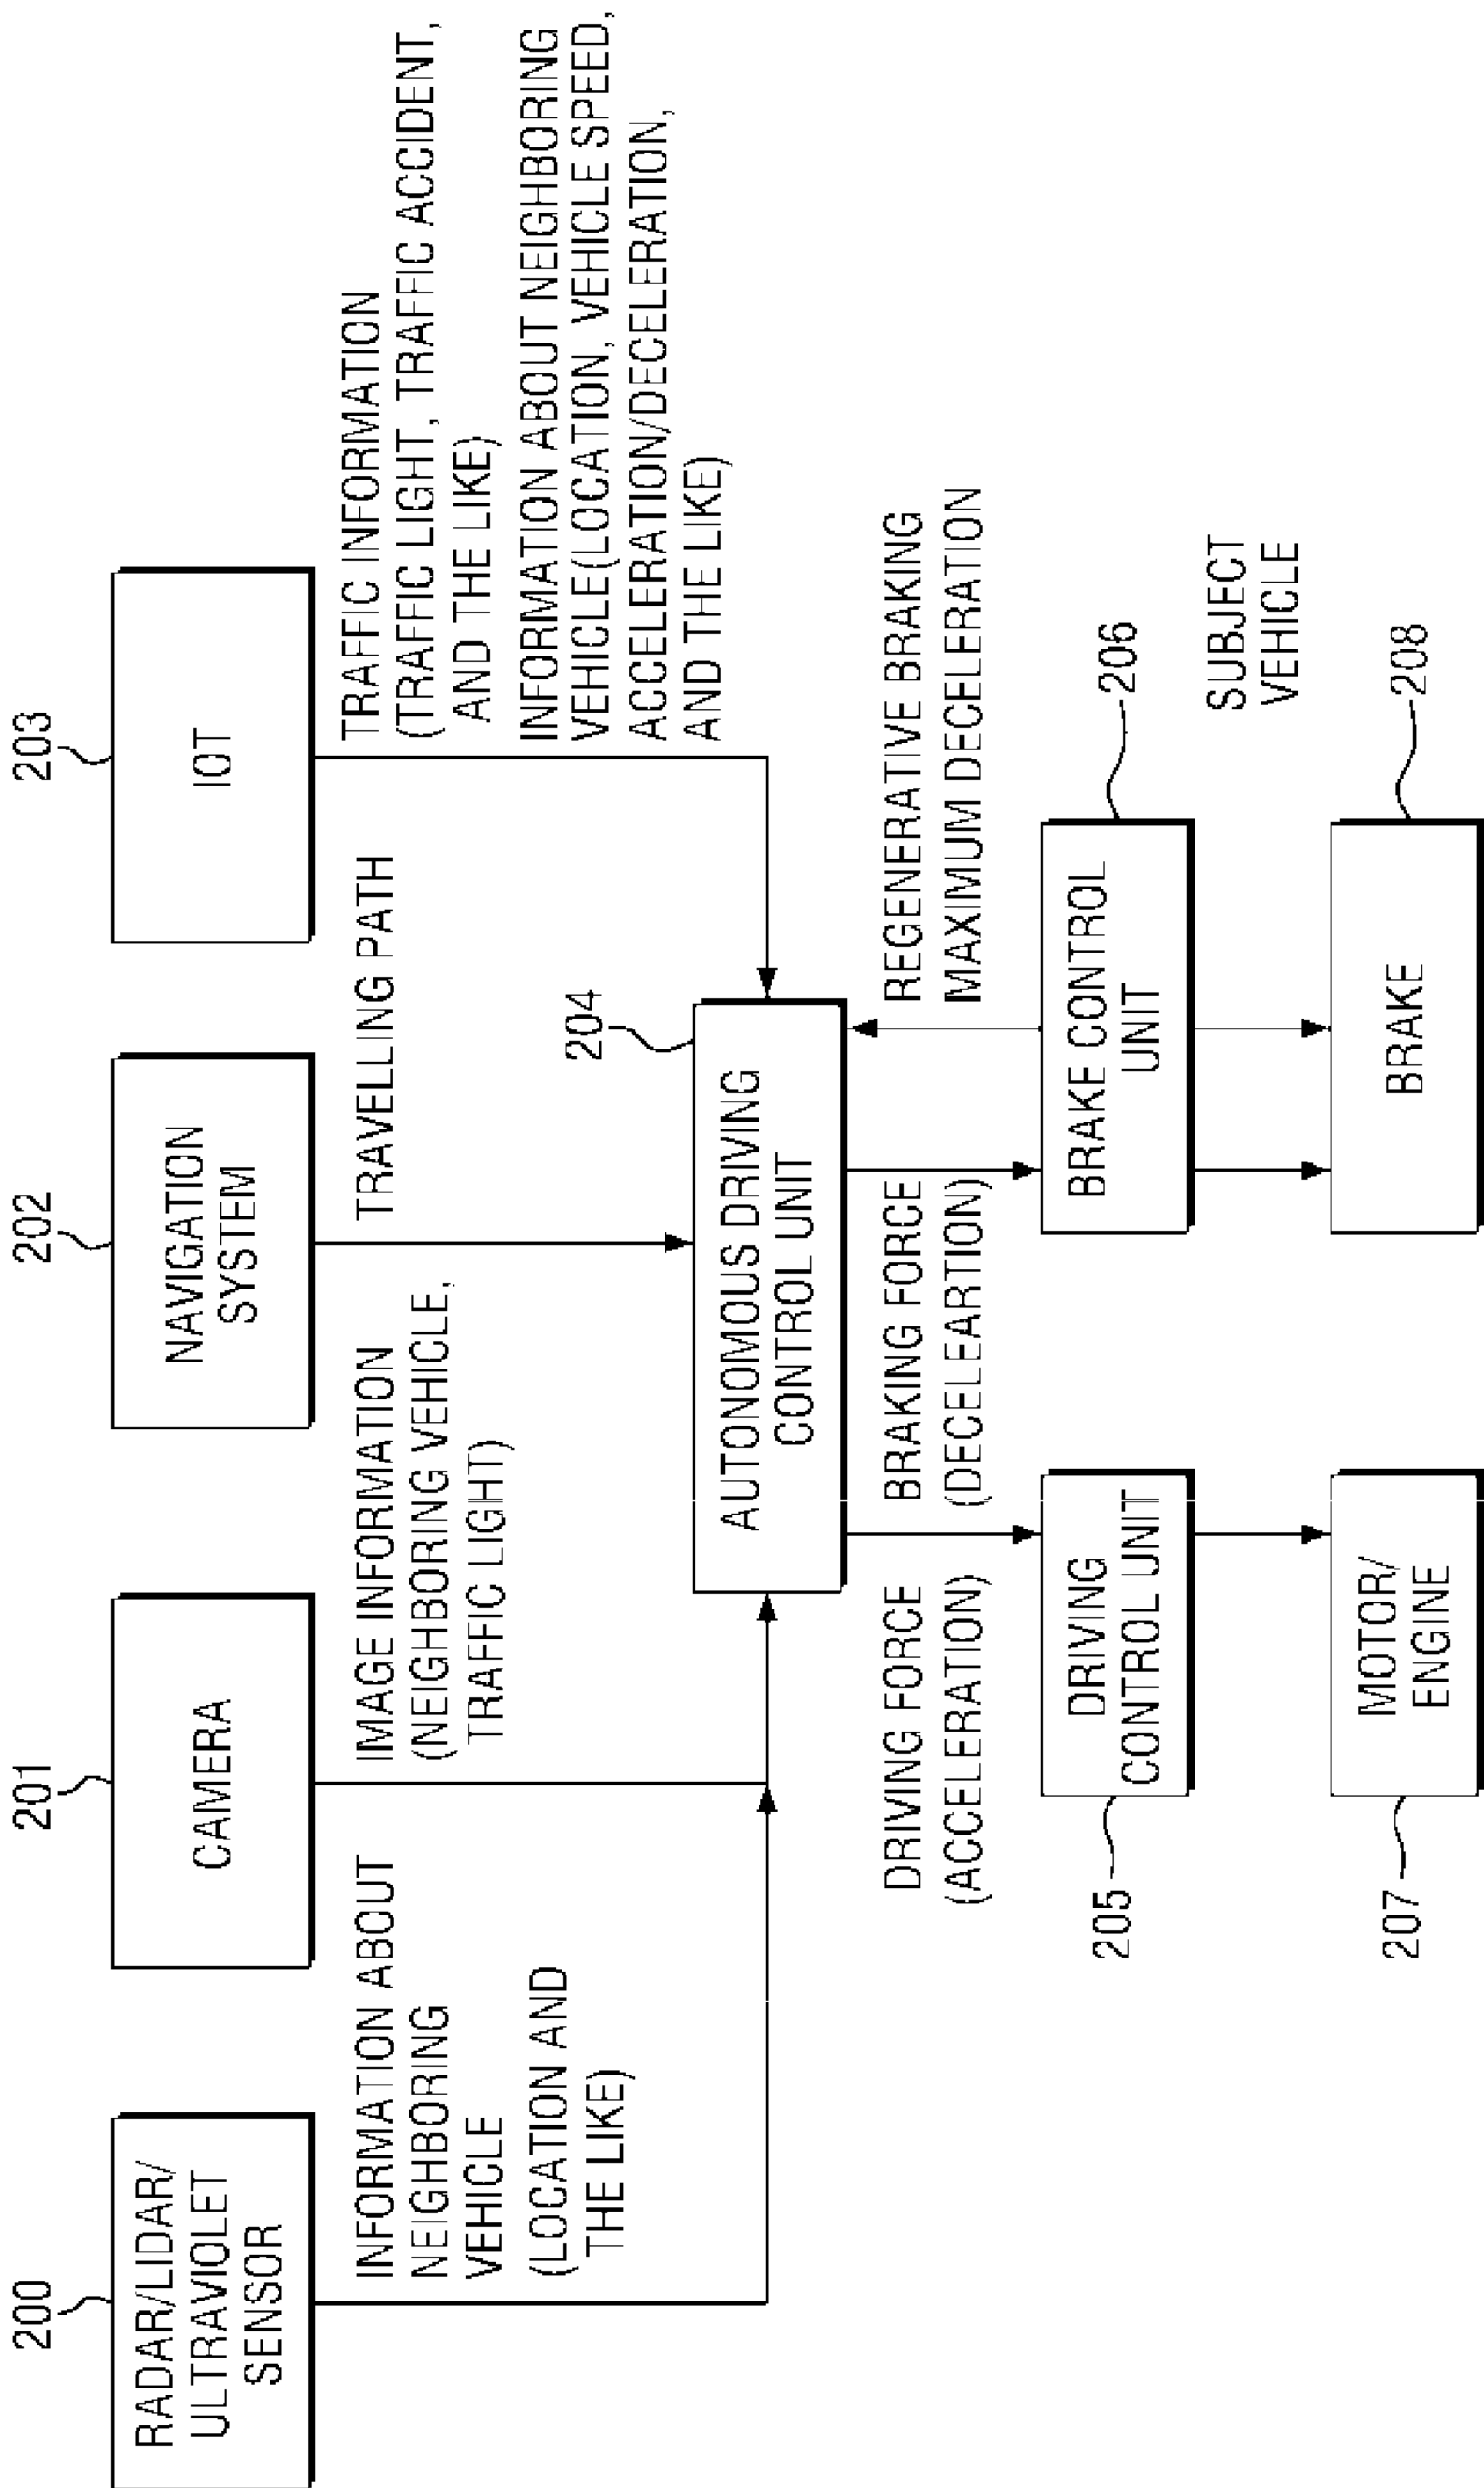 200
RADAR/LIDAR/
ULTRAVIOLET
SENSOR
201
CAMERA
202
NAVIGATION
SYSTEM
203
IOT
INFORMATION ABOUT
NEIGHBORING
VEHICLE
(LOCATION AND
THE LIKE)
IMAGE INFORMATION
(NEIGHBORING VEHICLE,
TRAFFIC LIGHT)
TRAVELLING PATH
TRAFFIC INFORMATION
(TRAFFIC LIGHT, TRAFFIC ACCIDENT,
AND THE LIKE)
INFORMATION ABOUT NEIGHBORING
VEHICLE(LOCATION, VEHICLE SPEED,
ACCELERATION/DECELERATION,
AND THE LIKE)
204
AUTONOMOUS DRIVING
CONTROL UNIT
DRIVING FORCE
(ACCELERATION)
BRAKING FORCE
(DECELEARTION)
REGENERATIVE BRAKING
MAXIMUM DECELERATION
205
DRIVING
CONTROL UNIT
BRAKE CONTROL
UNIT
206
SUBJECT
VEHICLE
207
MOTOR/
ENGINE
BRAKE
208